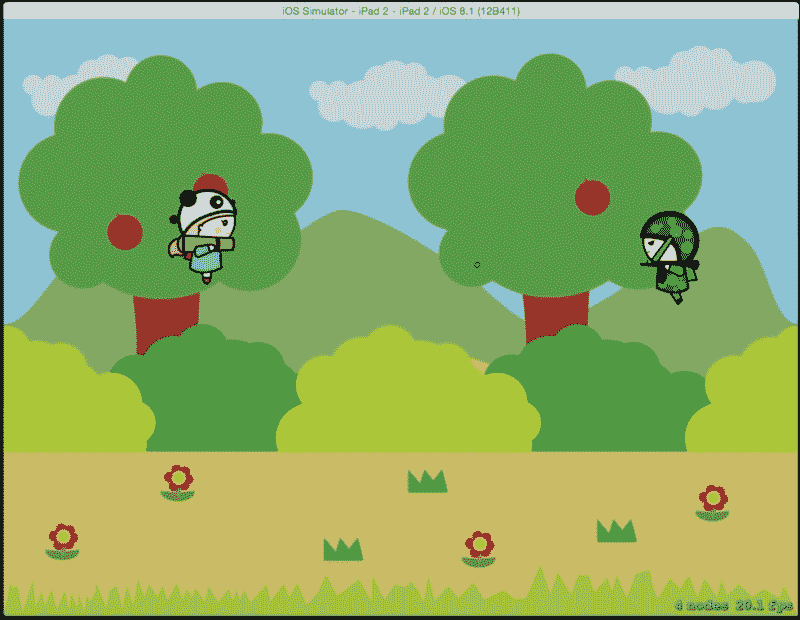 iOS Simulator - iPad 2 - iPad 2 / iOS 8.1 (12B411)
4 nodes 20.1 fps